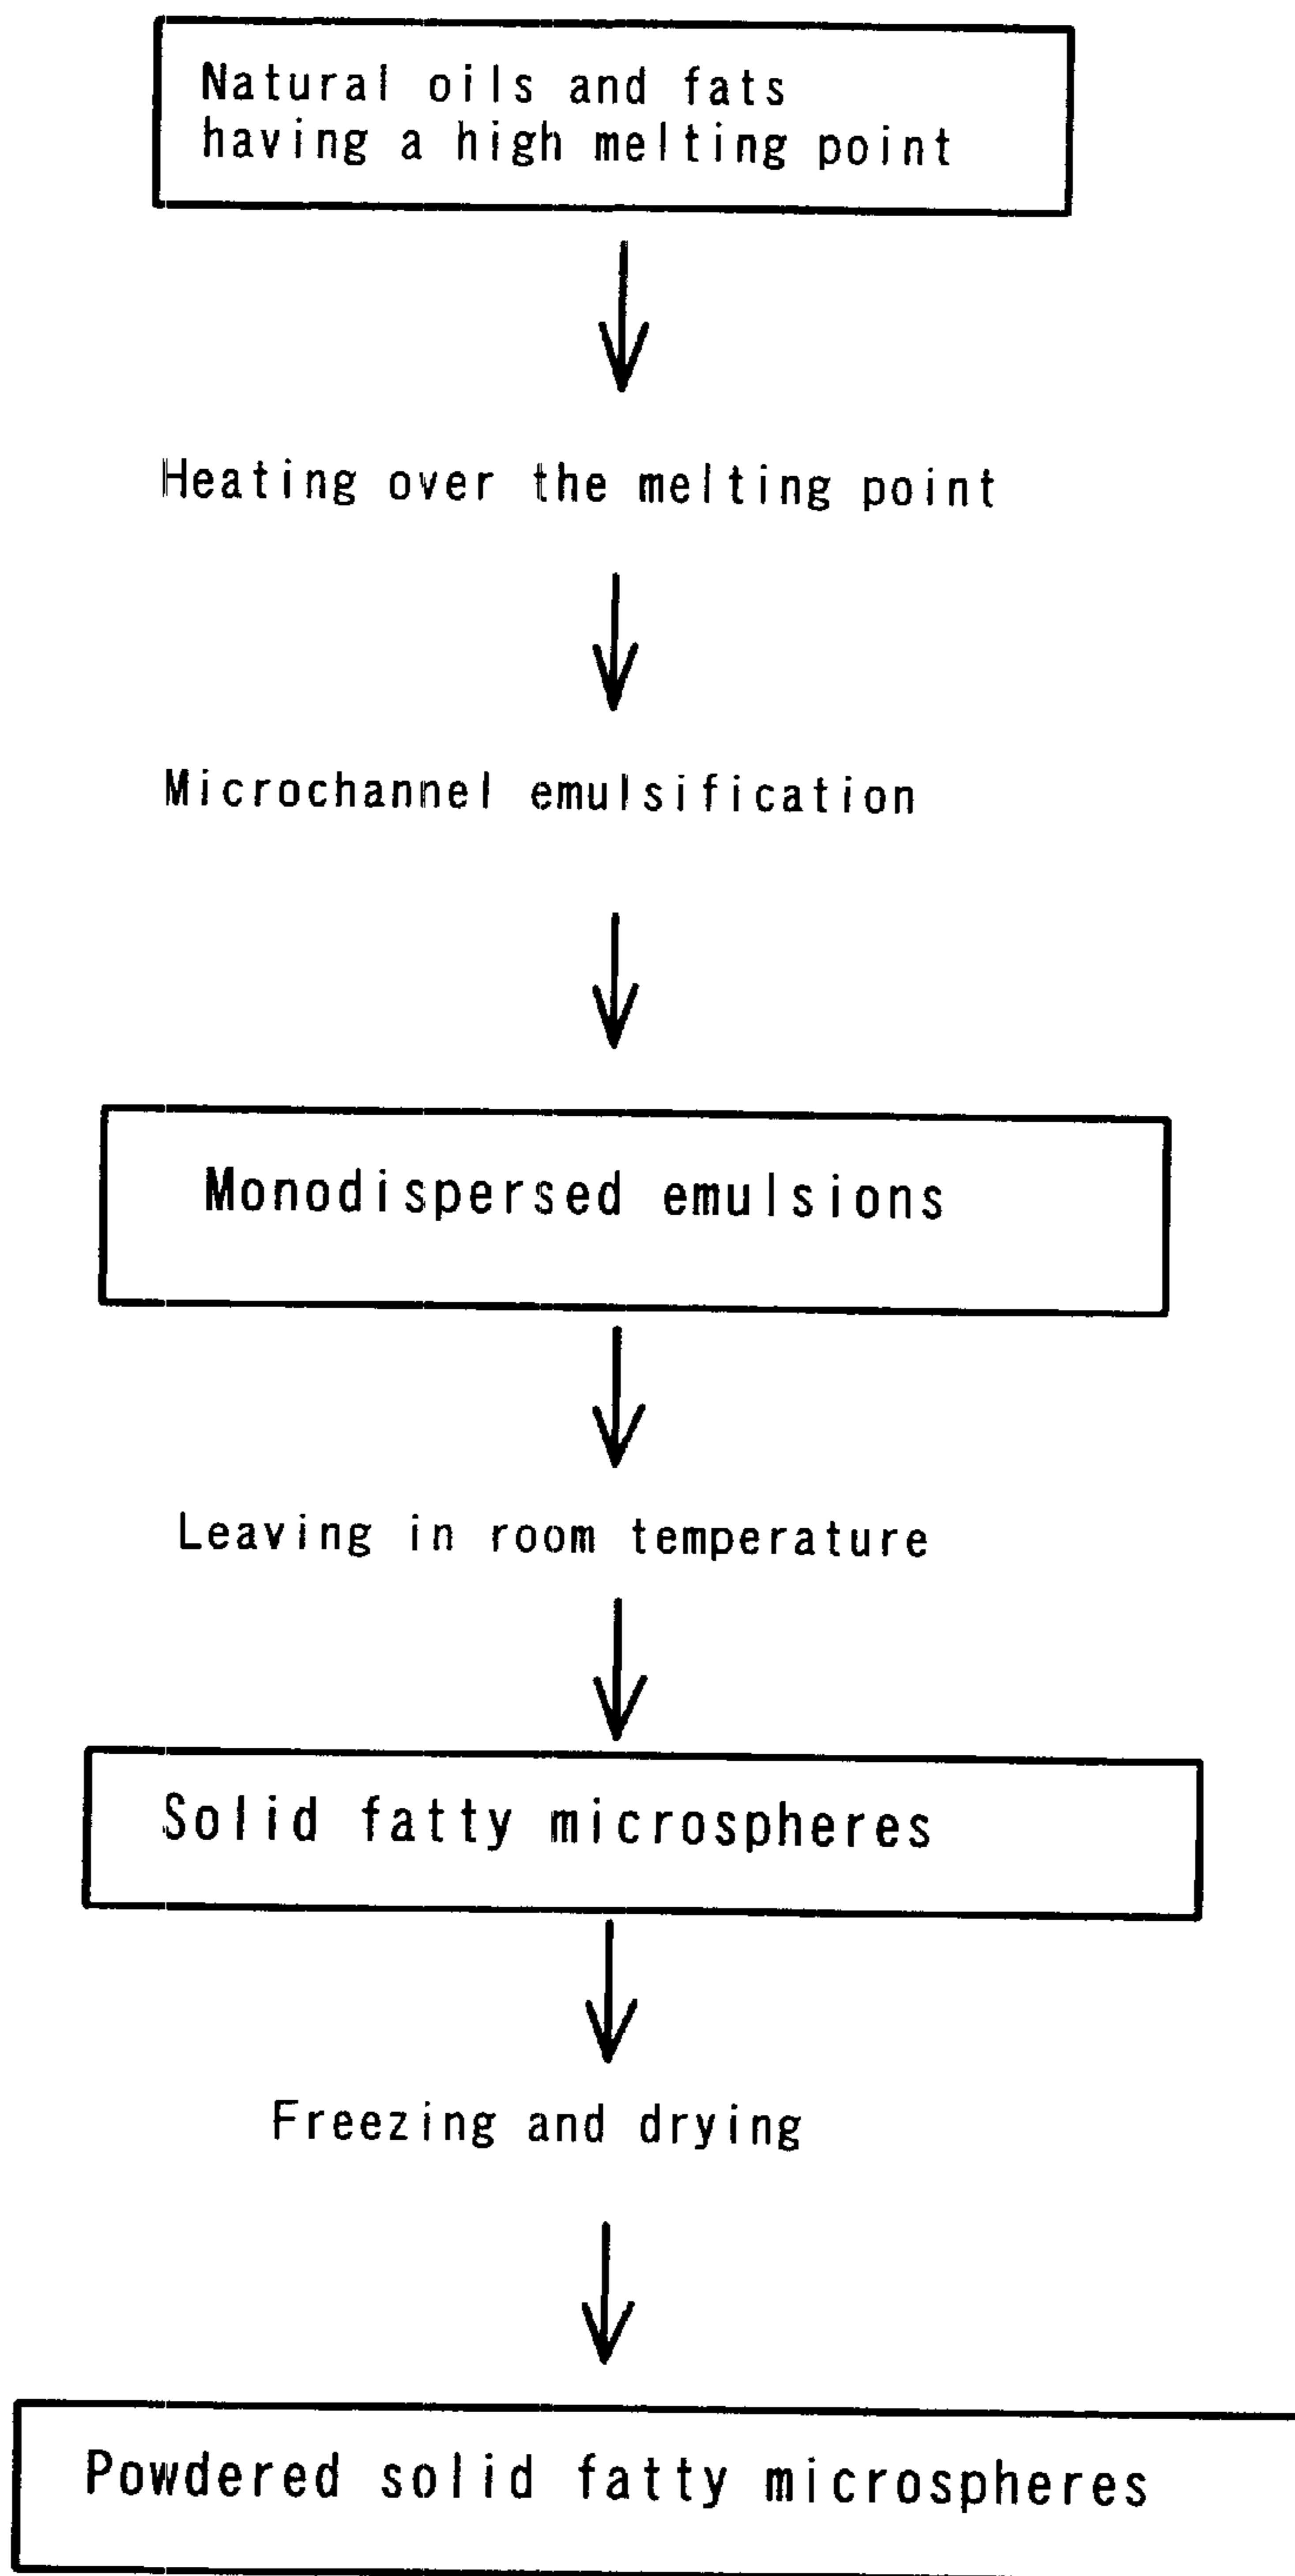 Natural oils and fats
having a high melting point
Heating over the melting point
Microchannel emulsification
Monodispersed emulsions
Leaving in room temperature
Solid fatty microspheres
Freezing and drying
Powdered solid fatty microspheres